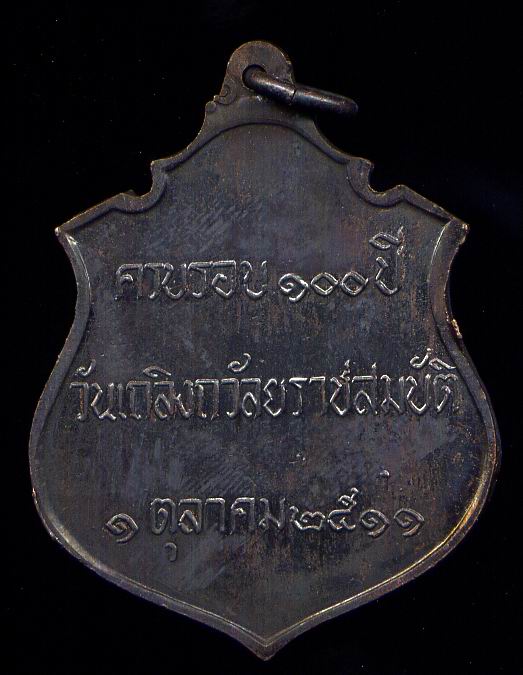 ครบรอบ ๑๐๐ ปี
วันเถลิงถวัลยราชสมบัติ
๑ ตุลาคม ๒๕๑๑